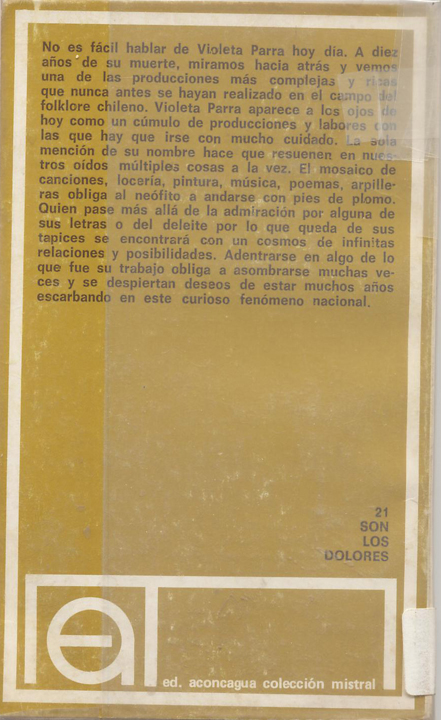 No es fácil hablar de Violeta Parra hoy día. A diez
años de su muerte, miramos hacia atrás y vemos
una de las producciones más complejas y ricas
que nunca antes se hayan realizado en el campo del
folklore chileno. Violeta Parra aparece a los ojos de
hoy como un cúmulo de producciones y labores con
las que hay que irse con mucho cuidado. La sola
mención de su nombre hace que resuenen en nues-
tros oídos múltiples cosas a la vez. El mosaico de
canciones, locería, pintura, música, poemas, arpille-
ras obliga al neófito a andarse con pies de plomo.
Quien pase más allá de la admiración por alguna de
sus letras o del deleite por lo que queda de sus
tapices se encontrará con un cosmos de infinitas
relaciones y posibilidades. Adentrarse en algo de lo
que fue su trabajo obliga a asombrarse muchas ve-
ces y se despiertan deseos de estar muchos años
escarbando en este curioso fenómeno nacional.
21
SON
LOS
DOLORES
ed. aconcagua colección mistral